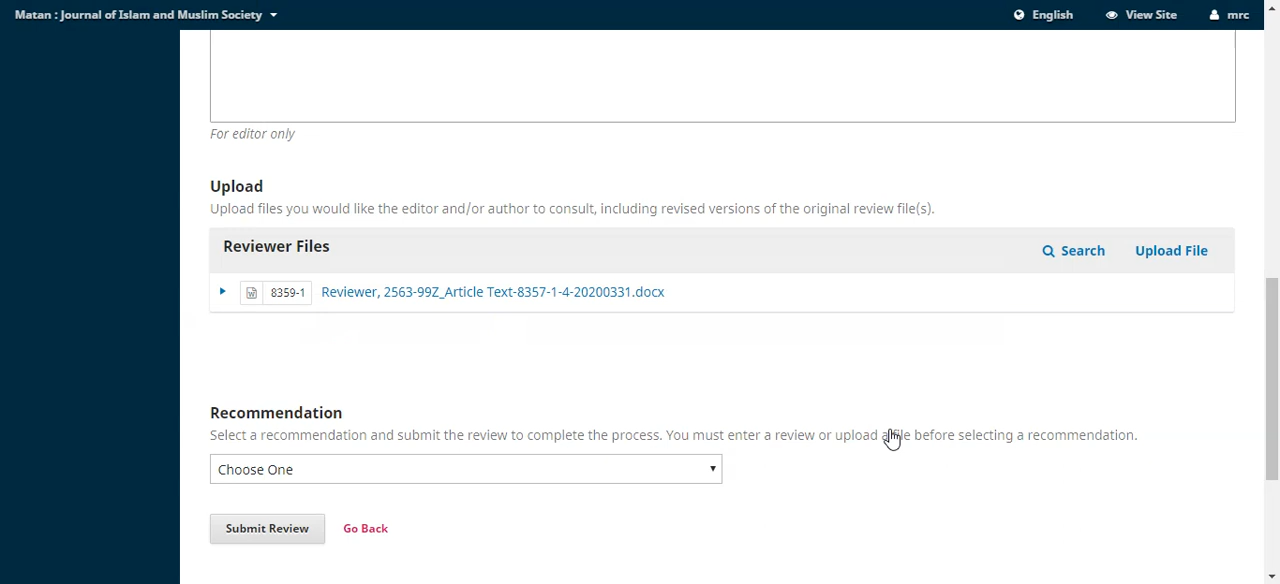 Matan : Journal of Islam and Muslim Society English View Site mrc
For editor only
Upload
Upload files you would like the editor and/or author to consult, including revised versions of the original review file(s).
Reviewer Files Search Upload File
8359-1 Reviewer, 2563-99Z_Article Text-8357-1-4-20200331.docx
Recommendation
Select a recommendation and submit the review to complete the process. You must enter a review or upload a file before selecting a recommendation.
Choose One
Submit Review Go Back